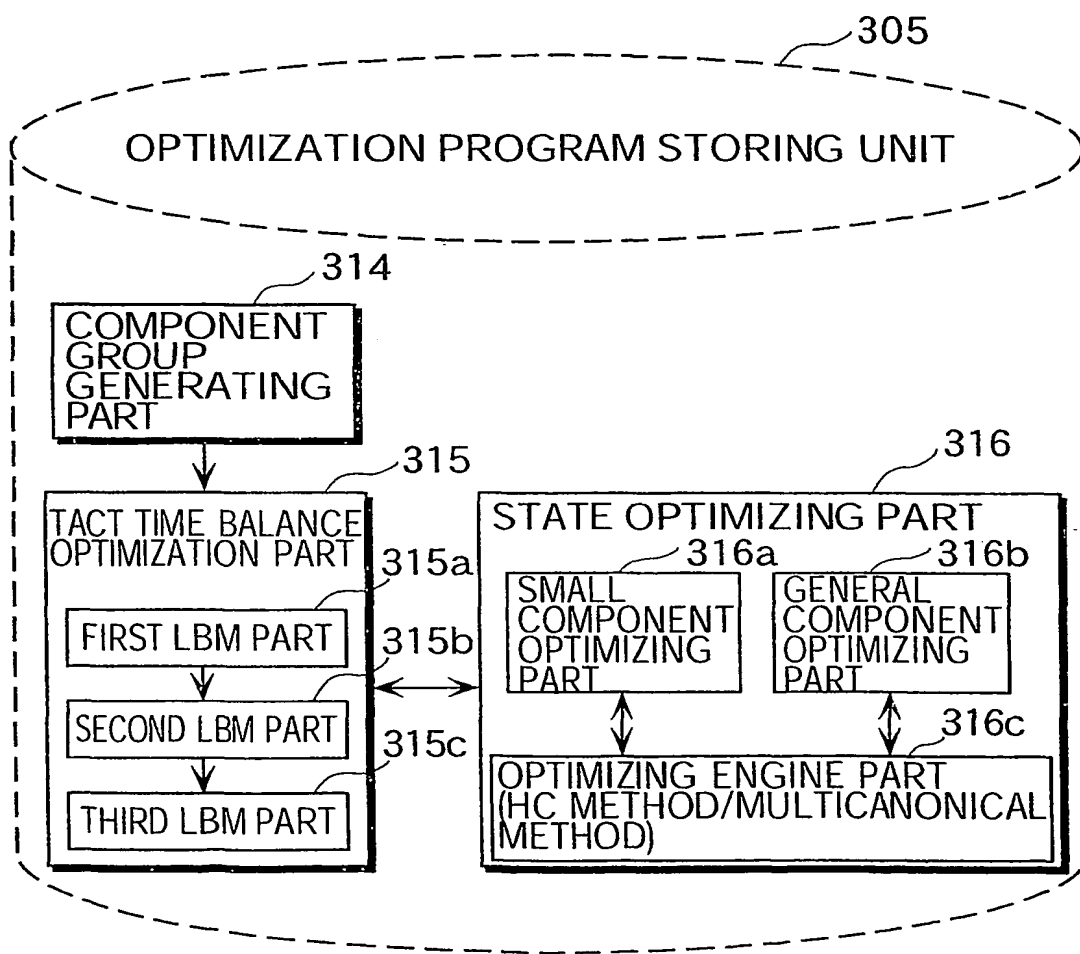 305
OPTIMIZATION PROGRAM STORING UNIT
314
COMPONENT
GROUP
GENERATING
PART
315
TACT TIME BALANCE
OPTIMIZATION PART
315a
FIRST LBM PART
315b
SECOND LBM PART
315c
THIRD LBM PART
316
STATE OPTIMIZING PART
316a
SMALL
COMPONENT
OPTIMIZING
PART
316b
GENERAL
COMPONENT
OPTIMIZING
PART
316c
OPTIMIZING ENGINE PART
(HC METHOD/MULTICANONICAL
METHOD)